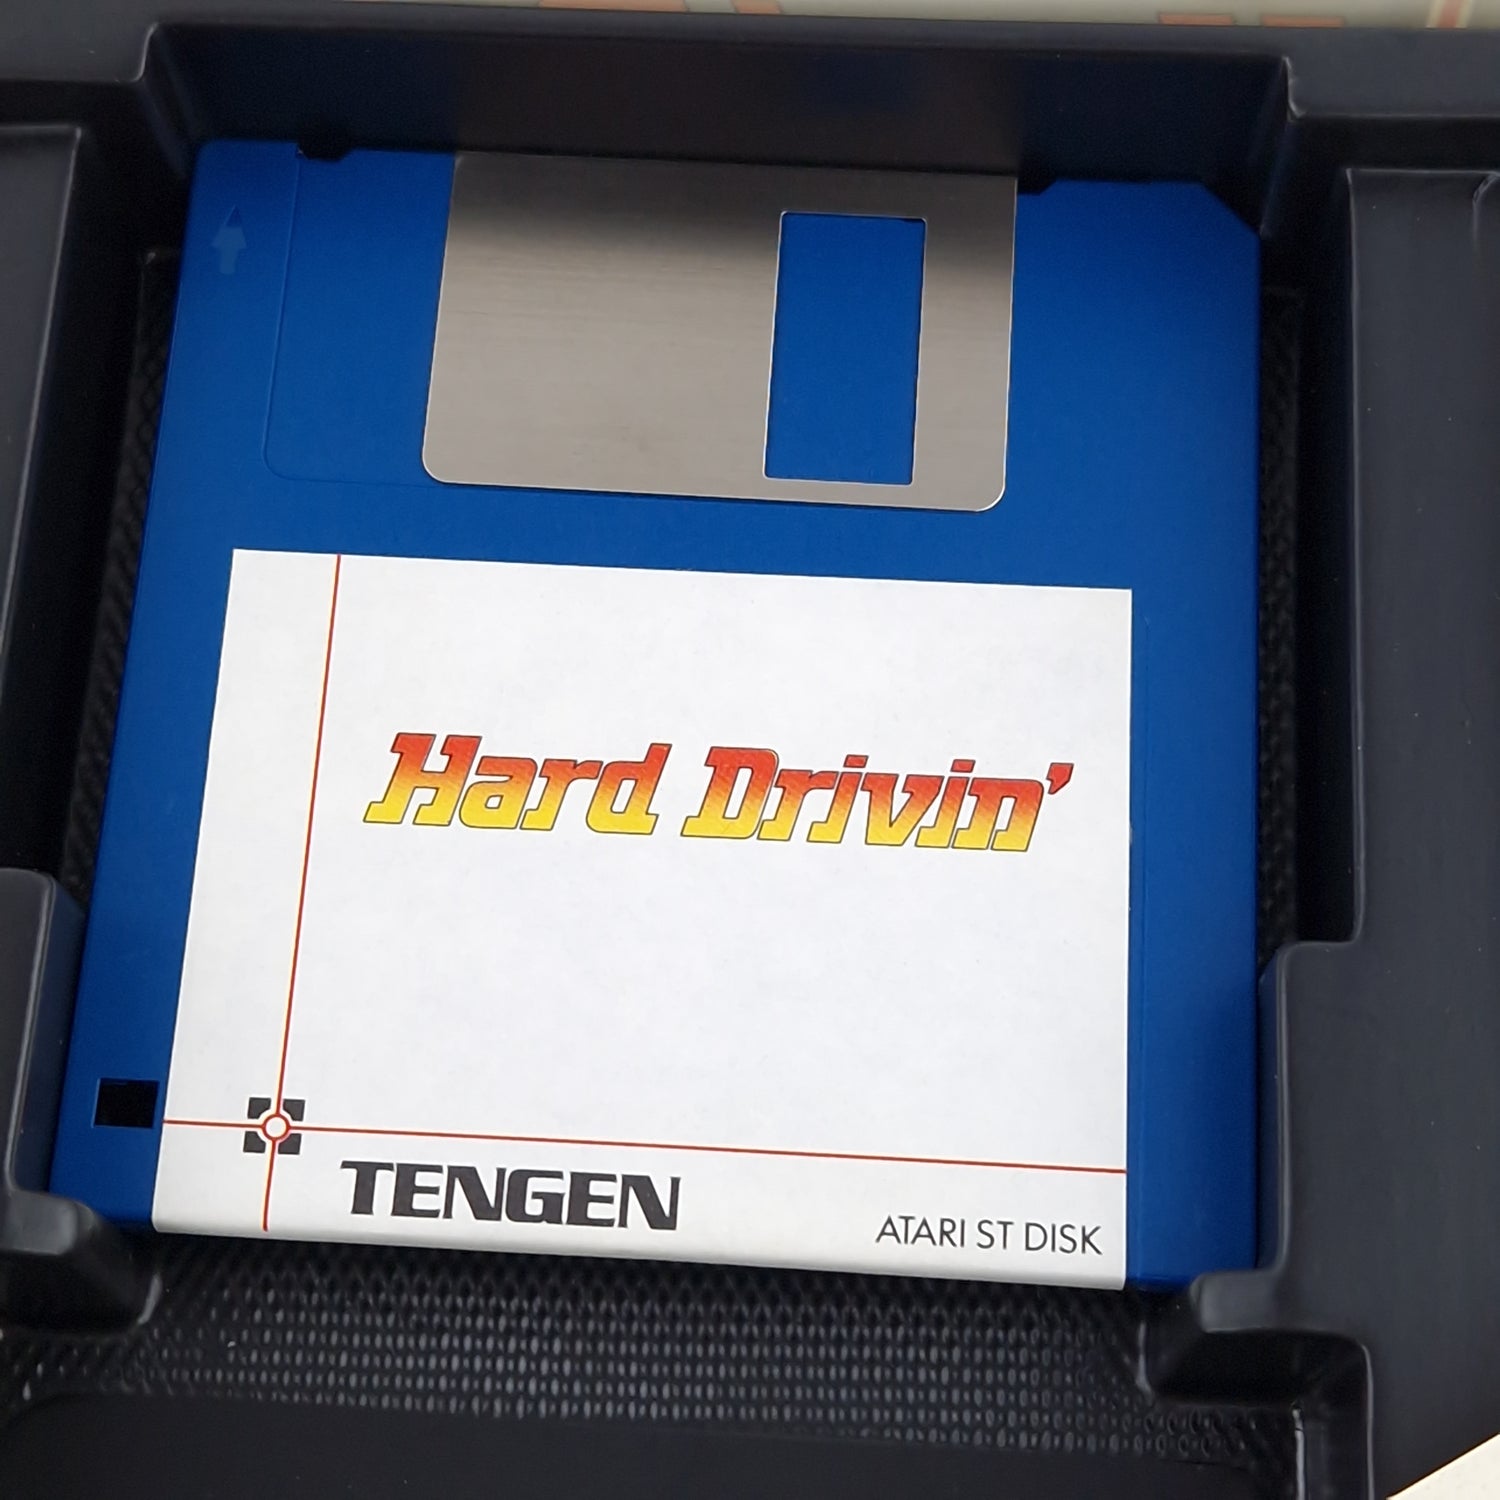 Hard Drivin'
TENGEN
ATARI ST DISK